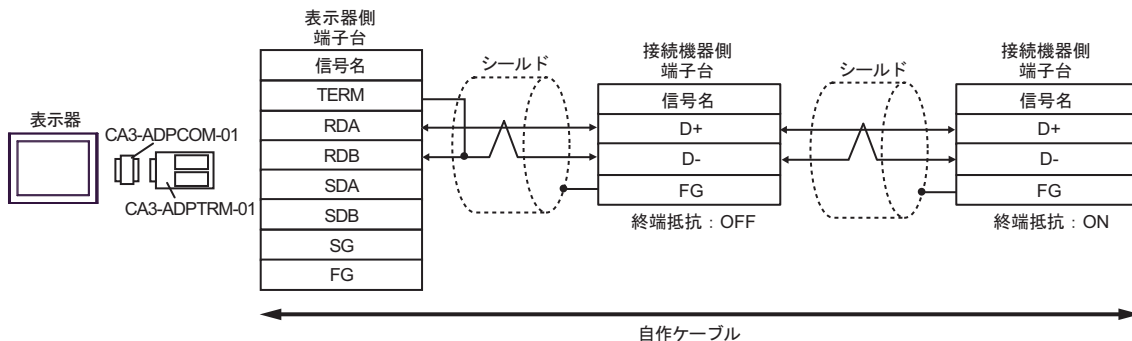 表示器
CA3-ADPCOM-01
CA3-ADPTRM-01
表示器側
端子台
信号名
TERM
RDA
RDB
SDA
SDB
SG
FG
シールド
接続機器側
端子台
信号名
D+
D-
FG
終端抵抗：OFF
シールド
接続機器側
端子台
信号名
D+
D-
FG
終端抵抗：ON
自作ケーブル